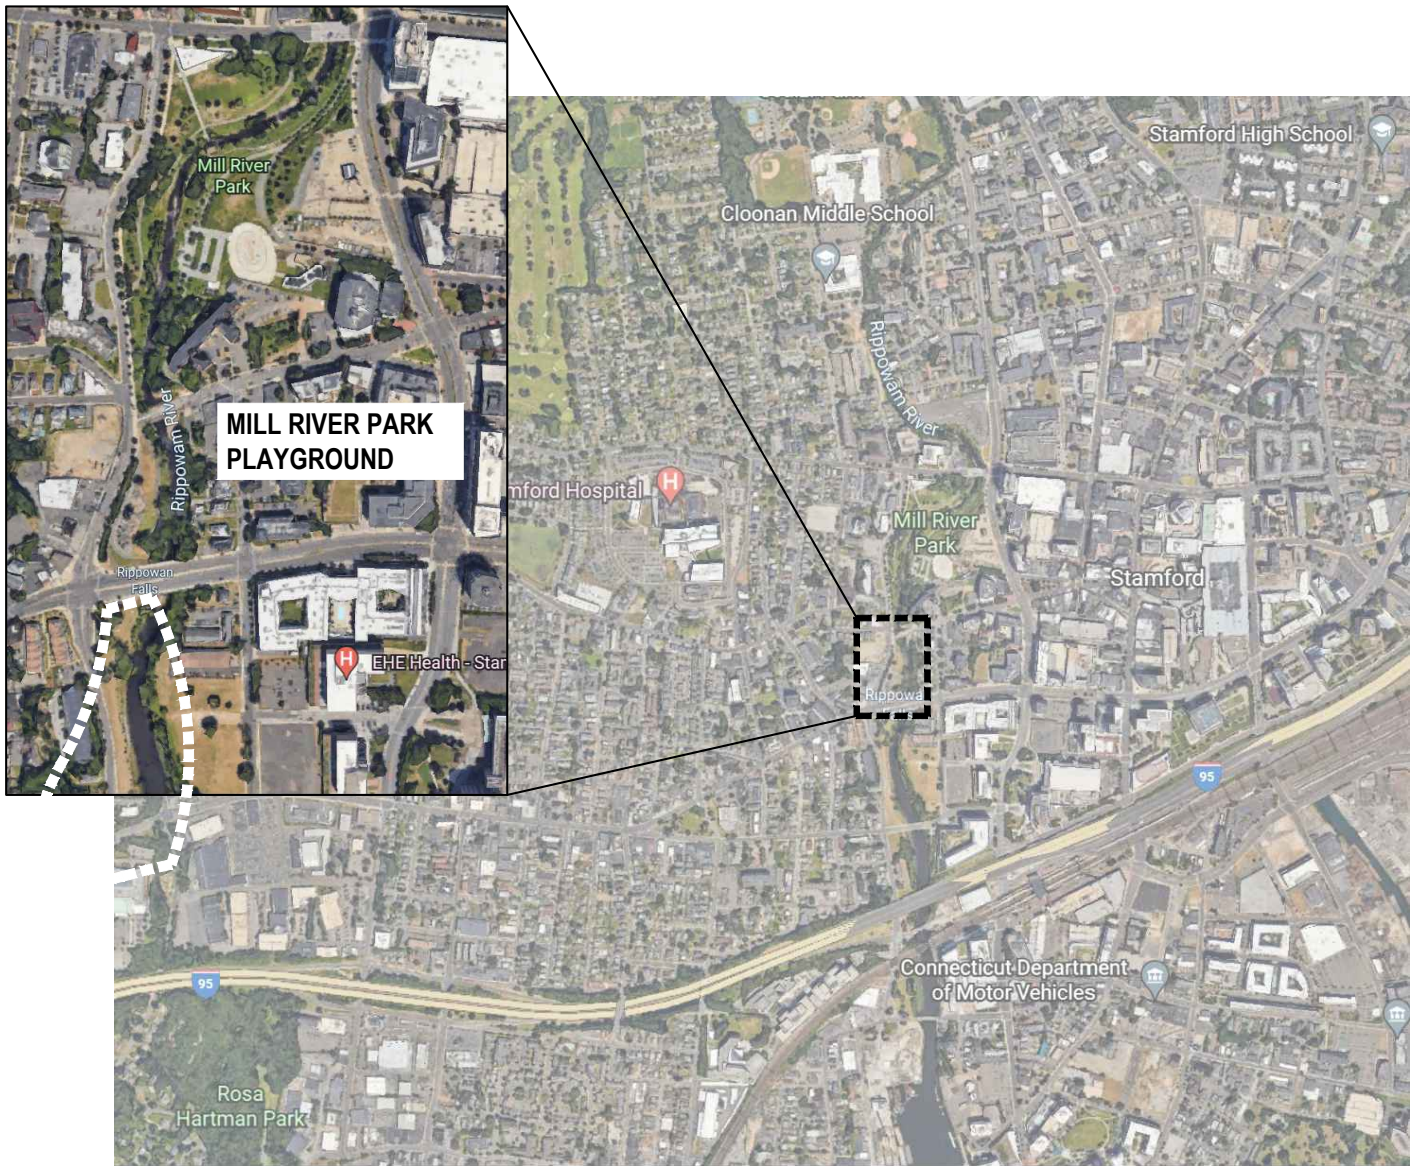 Mill River
Park
MILL RIVER PARK
PLAYGROUND
Rippowam River
Rippowan
Falls
EHE Health - Star
Stamford High School
Cloonan Middle School
Rippowam River
mford Hospital
Mill River
Park
Stamford
Rippowa
95
95
Connecticut Department
of Motor Vehicles
Rosa
Hartman Park
H
H